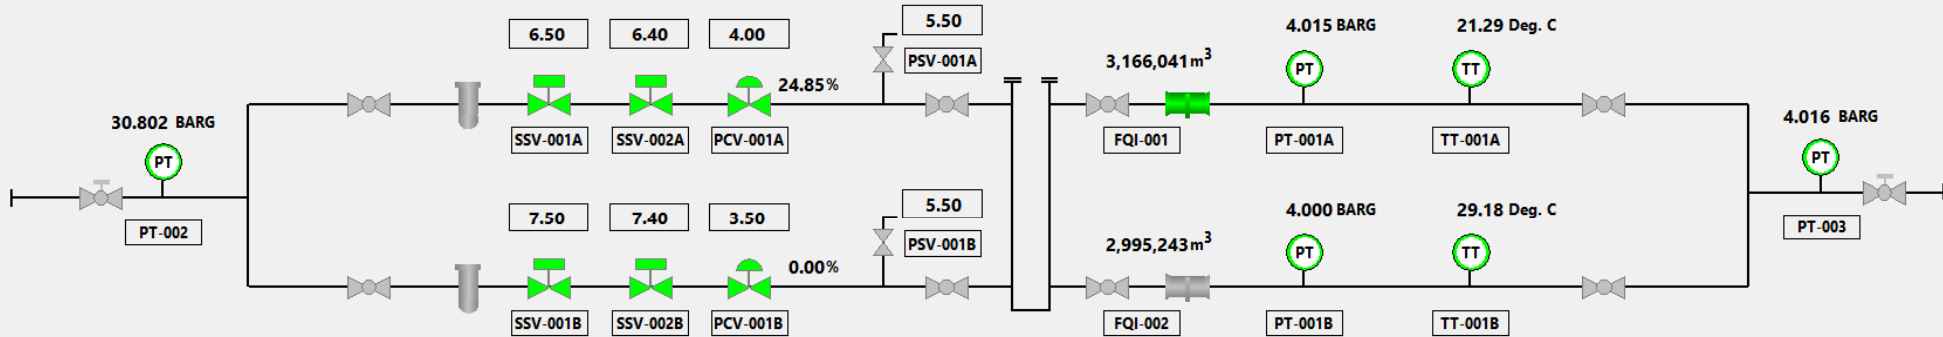 6.50
6.40
4.00
5.50
PSV-001A
24.85%
3,166,041 m³
4.015 BARG
21.29 Deg. C
PT
TT
SSV-001A
SSV-002A
PCV-001A
FQI-001
PT-001A
TT-001A
30.802 BARG
PT
PT-002
4.016 BARG
PT
PT-003
7.50
7.40
3.50
5.50
PSV-001B
0.00%
2,995,243 m³
4.000 BARG
29.18 Deg. C
PT
TT
SSV-001B
SSV-002B
PCV-001B
FQI-002
PT-001B
TT-001B